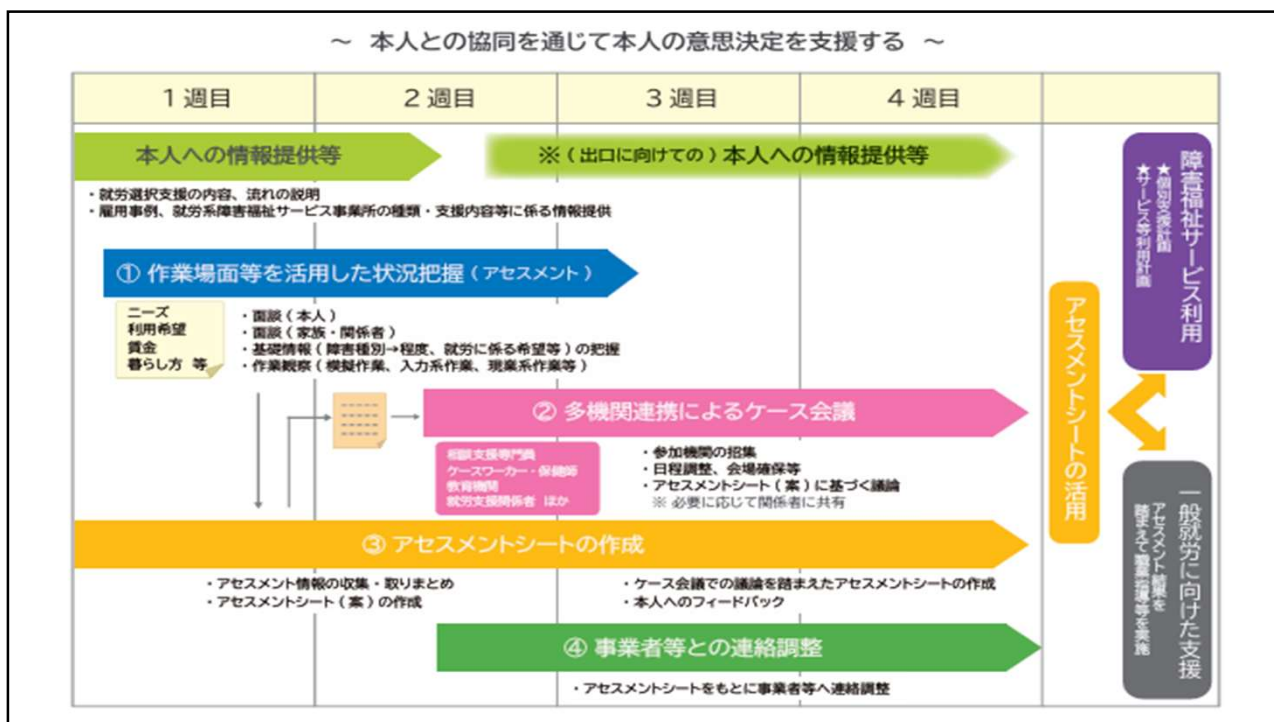 ～ 本人との協同を通じて本人の意思決定を支援する ～
1週目
2週目
3週目
4週目
本人への情報提供等
※（出口に向けての）本人への情報提供等
・就労選択支援の内容、流れの説明
・雇用事例、就労系障害福祉サービス事業所の種類・支援内容等に係る情報提供
① 作業場面等を活用した状況把握（アセスメント）
ニーズ
利用希望
賃金
暮らし方 等
・面談（本人）
・面談（家族・関係者）
・基礎情報（障害種別→程度、就労に係る希望等）の把握
・作業観察（模擬作業、入力系作業、現業系作業等）
② 多機関連携によるケース会議
相談支援専門員
ケースワーカー・保健師
教育機関
就労支援関係者 ほか
・参加機関の招集
・日程調整、会場確保等
・アセスメントシート（案）に基づく議論
※ 必要に応じて関係者に共有
③ アセスメントシートの作成
・アセスメント情報の収集・取りまとめ
・アセスメントシート（案）の作成
・ケース会議での議論を踏まえたアセスメントシートの作成
・本人へのフィードバック
④ 事業者等との連絡調整
・アセスメントシートをもとに事業者等へ連絡調整
アセスメントシートの活用
障害福祉サービス利用
★個別支援計画
★サービス等利用計画
一般就労に向けた支援
アセスメント結果を
踏まえて職業指導等を実施